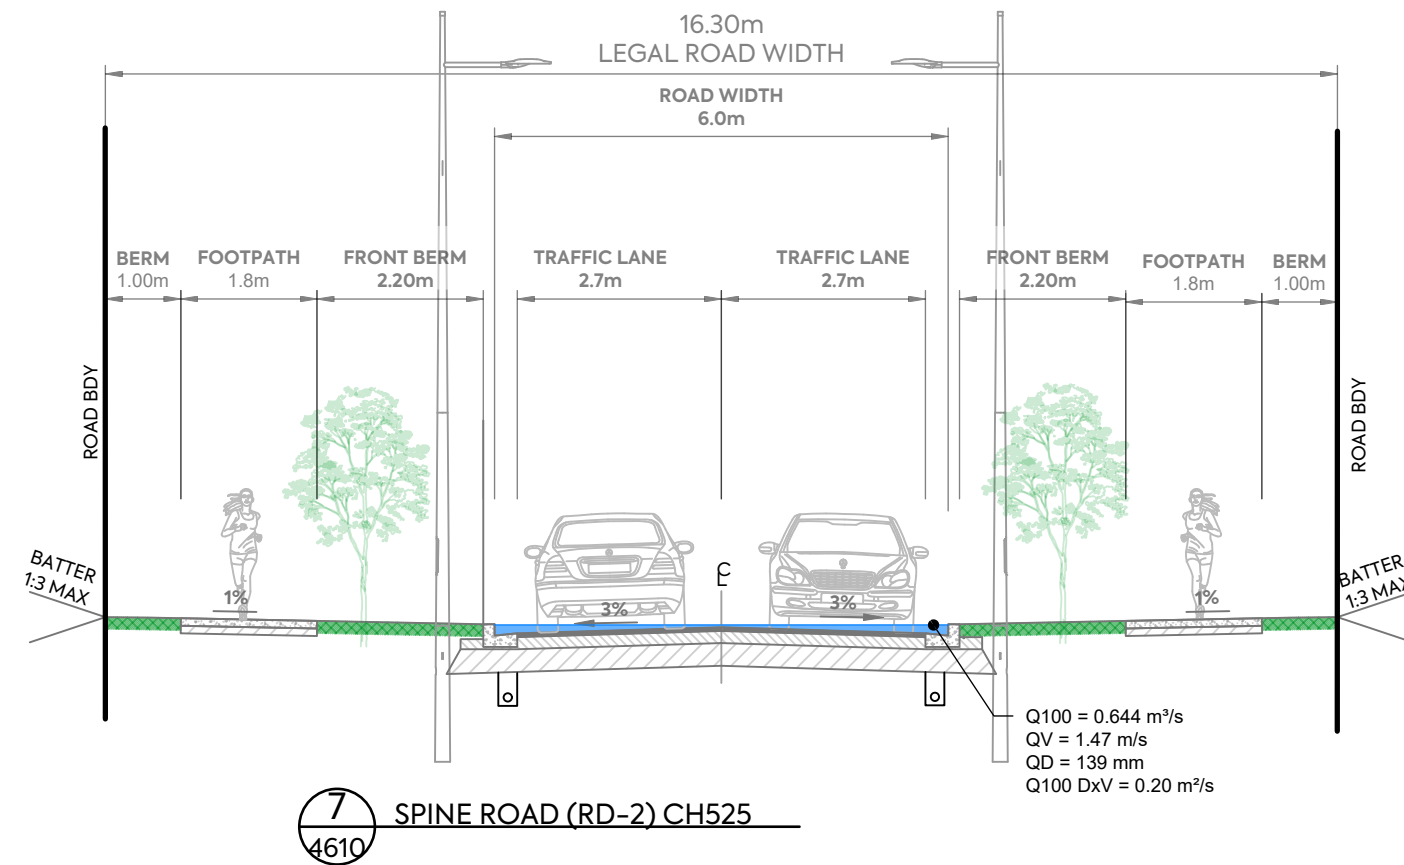 16.30m
LEGAL ROAD WIDTH
ROAD WIDTH
6.0m
BERM
1.00m
FOOTPATH
1.8m
FRONT BERM
2.20m
TRAFFIC LANE
2.7m
TRAFFIC LANE
2.7m
FRONT BERM
2.20m
FOOTPATH
1.8m
BERM
1.00m
ROAD BDY
ROAD BDY
BATTER
1:3 MAX
1%
3%
CL
3%
1%
BATTER
1:3 MAX
Q100 = 0.644 m³/s
QV = 1.47 m/s
QD = 139 mm
Q100 DxV = 0.20 m²/s
7
4610
SPINE ROAD (RD-2) CH525